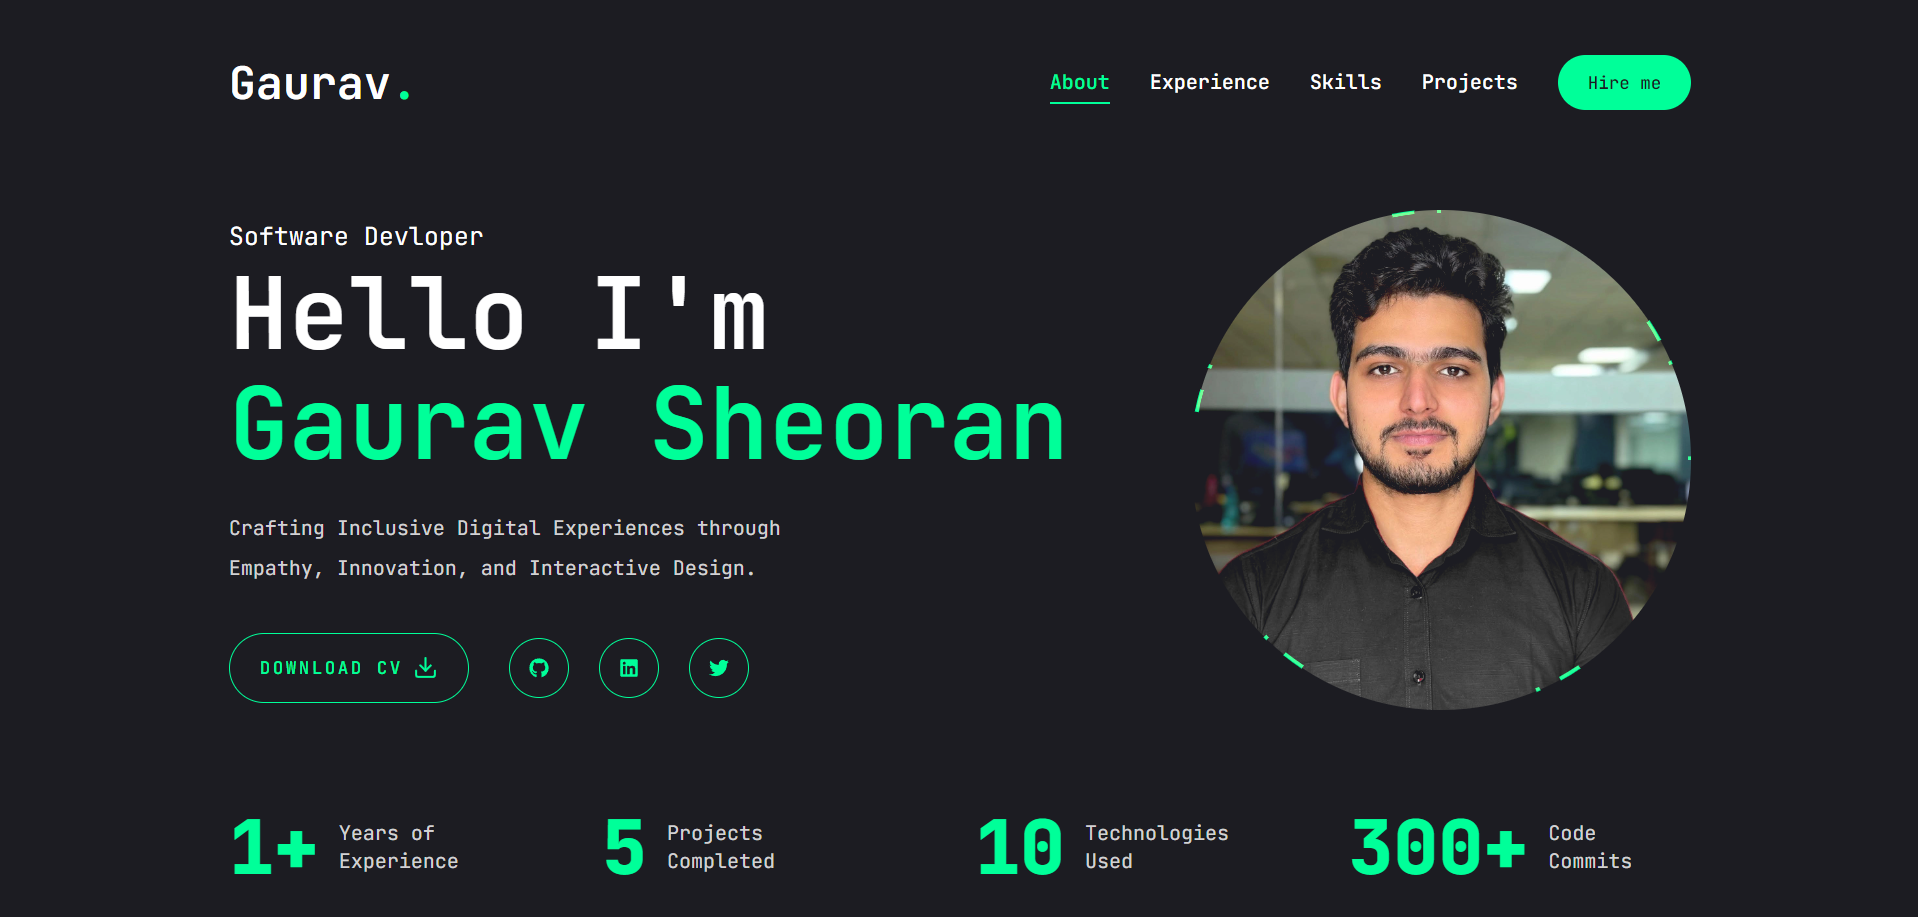 Gaurav.
About Experience Skills Projects Hire me
Software Devloper
Hello I'm
Gaurav Sheoran
Crafting Inclusive Digital Experiences through
Empathy, Innovation, and Interactive Design.
DOWNLOAD CV
1+ Years of
Experience
5 Projects
Completed
10 Technologies
Used
300+ Code
Commits